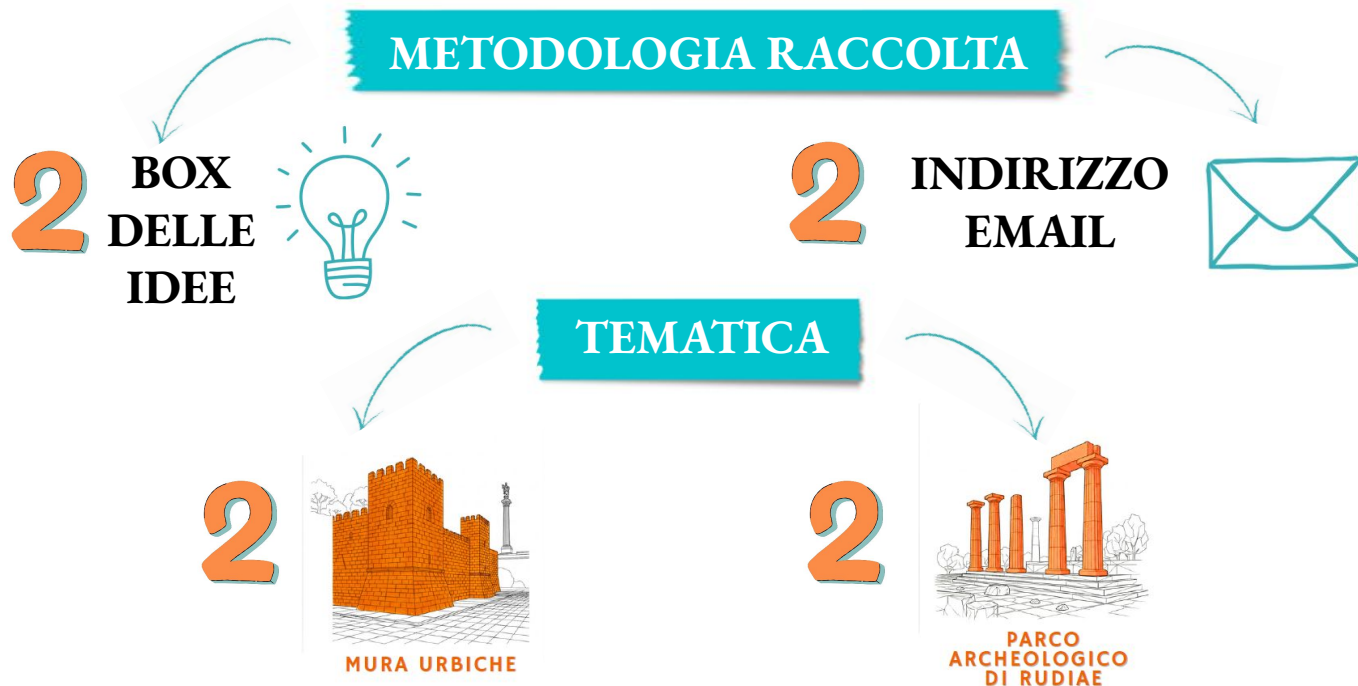 METODOLOGIA RACCOLTA
2
BOX
DELLE
IDEE
2
INDIRIZZO
EMAIL
TEMATICA
2
MURA URBICHE
2
PARCO
ARCHEOLOGICO
DI RUDIAE